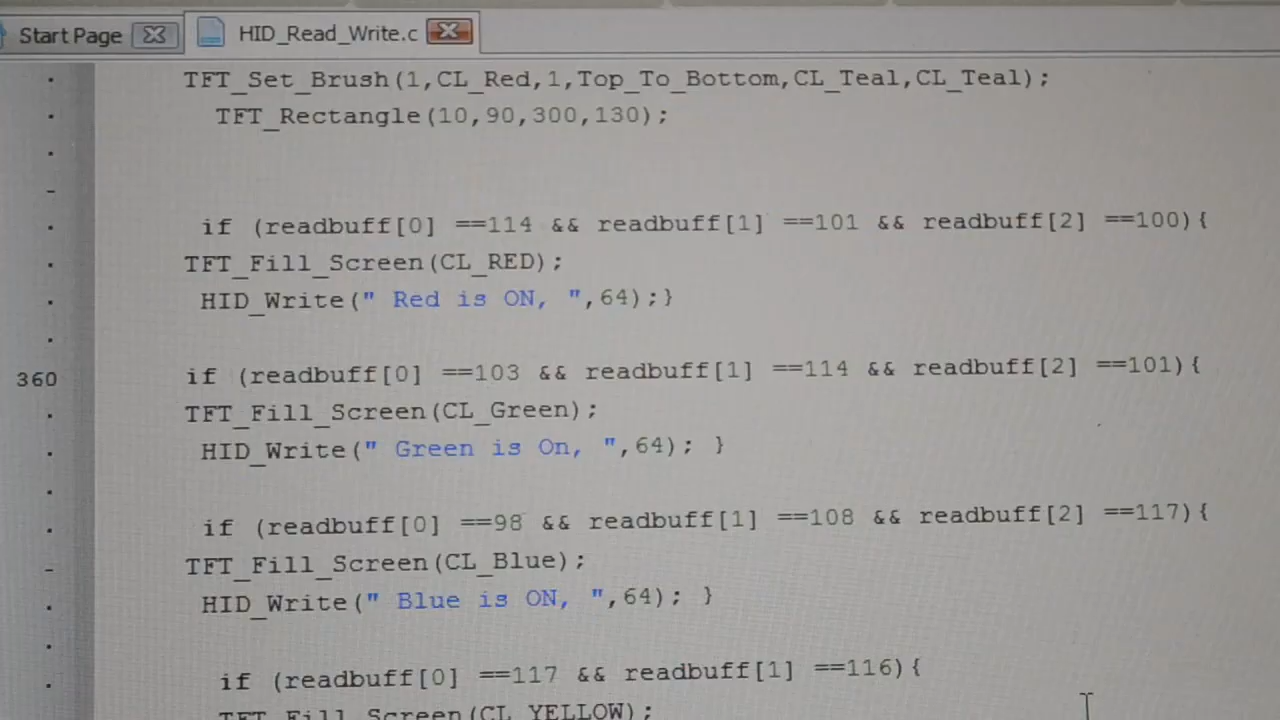 Start Page
HID_Read_Write.c
TFT_Set_Brush(1,CL_Red,1,Top_To_Bottom,CL_Teal,CL_Teal);
TFT_Rectangle(10,90,300,130);
if (readbuff[0] ==114 && readbuff[1] ==101 && readbuff[2] ==100){
TFT_Fill_Screen(CL_RED);
HID_Write(" Red is ON, ",64);}
360
if (readbuff[0] ==103 && readbuff[1] ==114 && readbuff[2] ==101){
TFT_Fill_Screen(CL_Green);
HID_Write(" Green is On, ",64); }
if (readbuff[0] ==98 && readbuff[1] ==108 && readbuff[2] ==117){
TFT_Fill_Screen(CL_Blue);
HID_Write(" Blue is ON, ",64); }
if (readbuff[0] ==117 && readbuff[1] ==116){
TFT_Fill_Screen(CL_YELLOW);